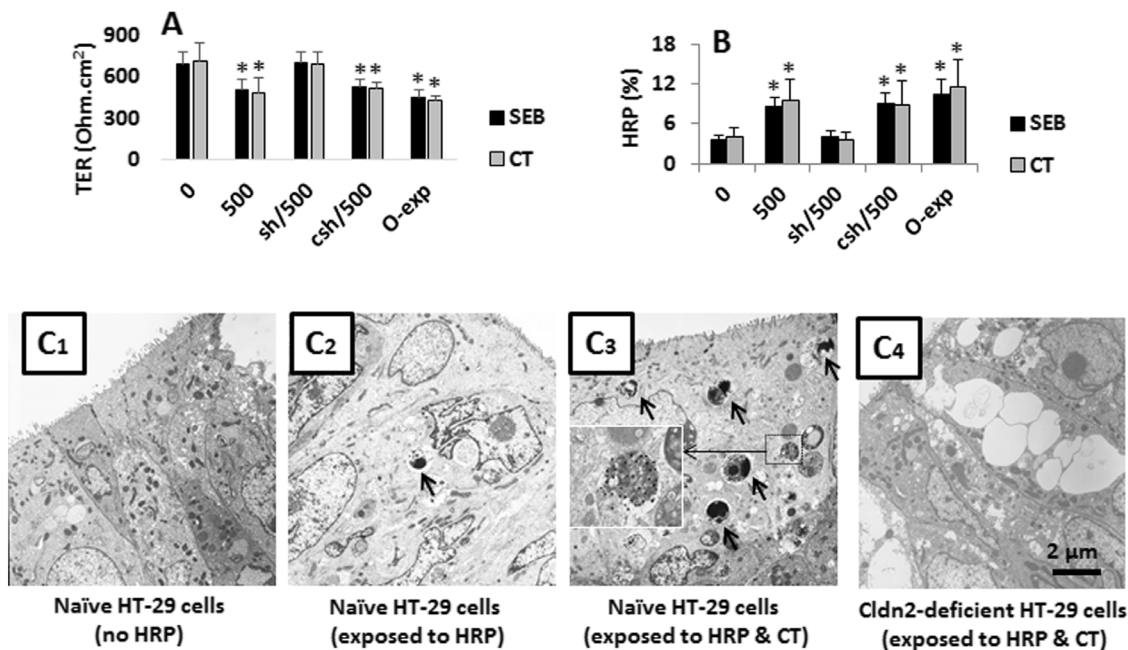 A
TER (Ohm.cm²)
900
600
300
0
* *
* *
* *
0
500
sh/500
csh/500
O-exp
SEB
CT
B
HRP (%)
18
12
6
0
* *
* *
* *
0
500
sh/500
csh/500
O-exp
SEB
CT
C1
C2
C3
C4
2 µm
Naïve HT-29 cells
(no HRP)
Naïve HT-29 cells
(exposed to HRP)
Naïve HT-29 cells
(exposed to HRP & CT)
Cldn2-deficient HT-29 cells
(exposed to HRP & CT)